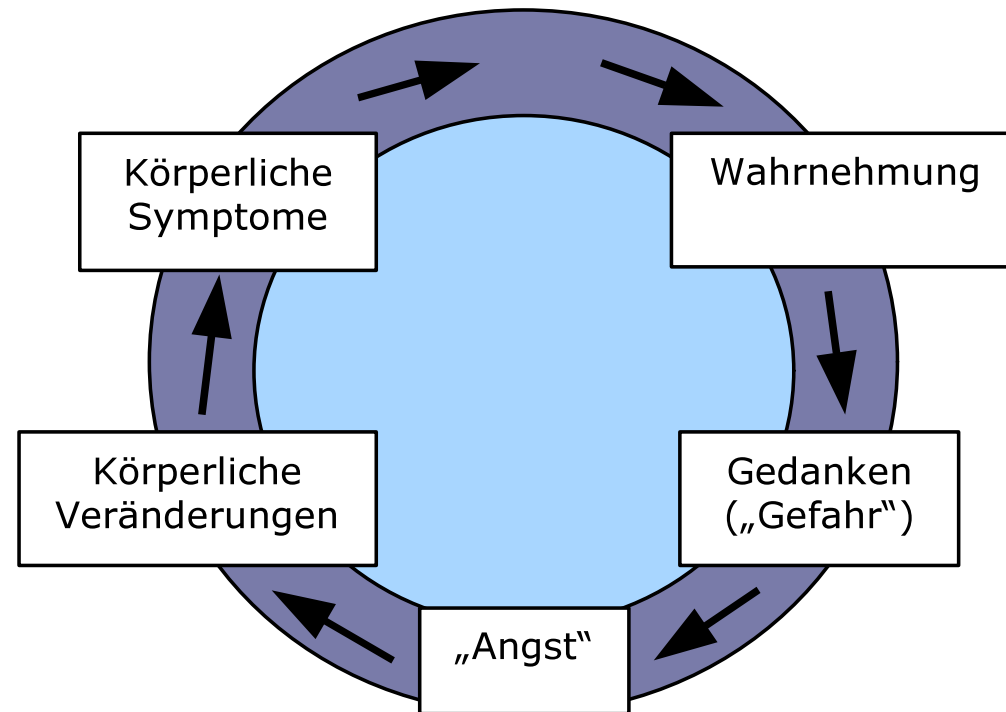 Körperliche
Symptome
Wahrnehmung
Körperliche
Veränderungen
Gedanken
(„Gefahr“)
„Angst“